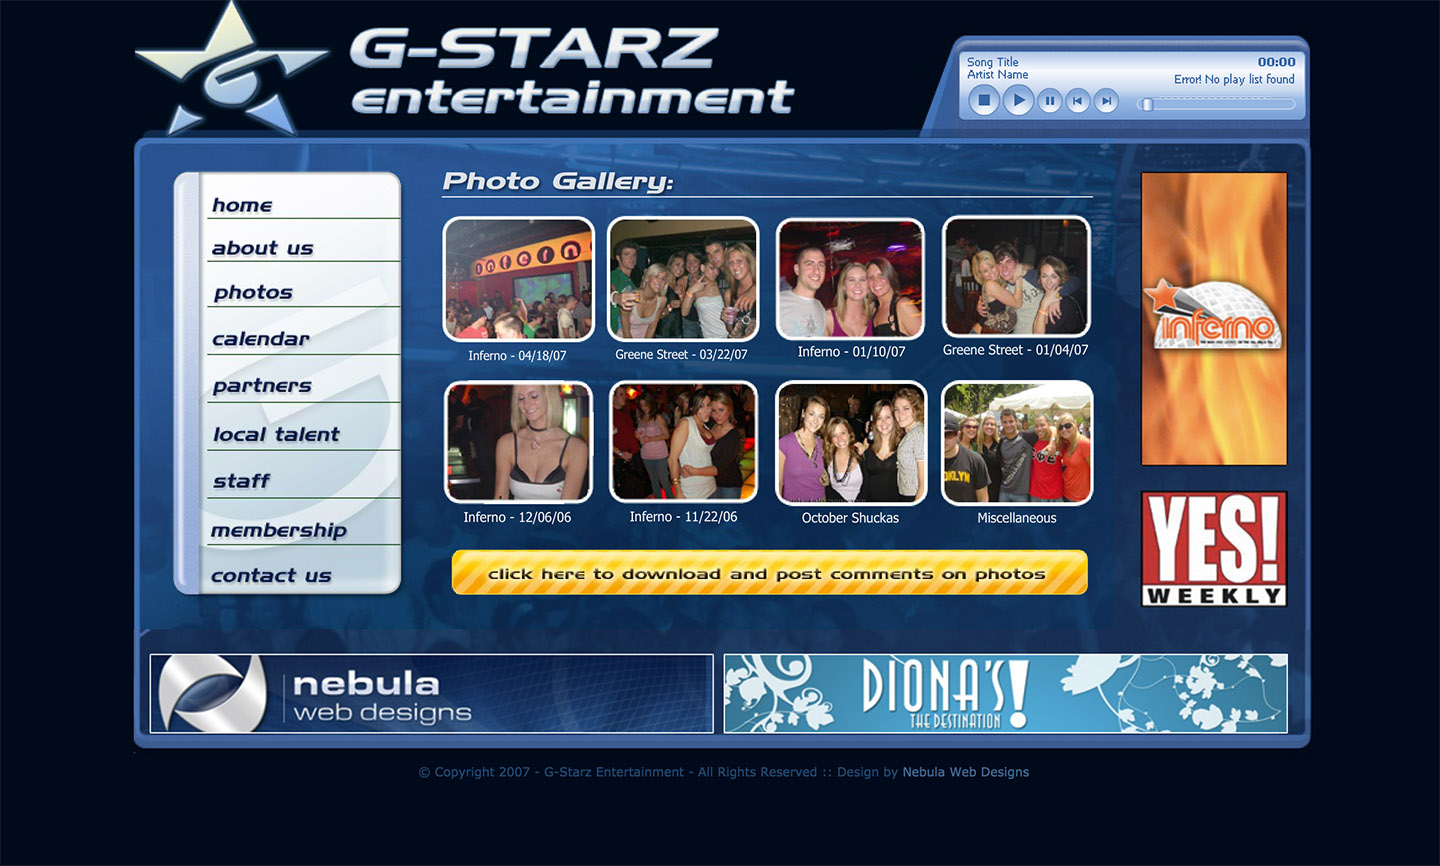 G-STARZ
entertainment
Song Title
00:00
Artist Name
Error! No play list found
home
about us
photos
calendar
partners
local talent
staff
membership
contact us
Photo Gallery:
Inferno - 04/18/07
Greene Street - 03/22/07
Inferno - 01/10/07
Greene Street - 01/04/07
Inferno - 12/06/06
Inferno - 11/22/06
October Shuckas
Miscellaneous
click here to download and post comments on photos
inferno
YES!
WEEKLY
nebula
web designs
DIONA'S!
THE DESTINATION
© Copyright 2007 - G-Starz Entertainment - All Rights Reserved :: Design by Nebula Web Designs